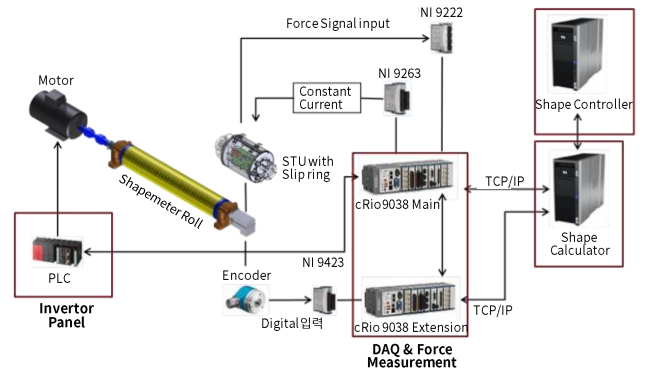 Force Signal input
NI 9222
NI 9263
Constant
Current
Motor
Shape Controller
STU with
Slip ring
Shapemeter Roll
cRio9038 Main
TCP/IP
Shape
Calculator
NI 9423
PLC
Encoder
Invertor
Panel
Digital입력
cRio 9038 Extension
TCP/IP
DAQ & Force
Measurement